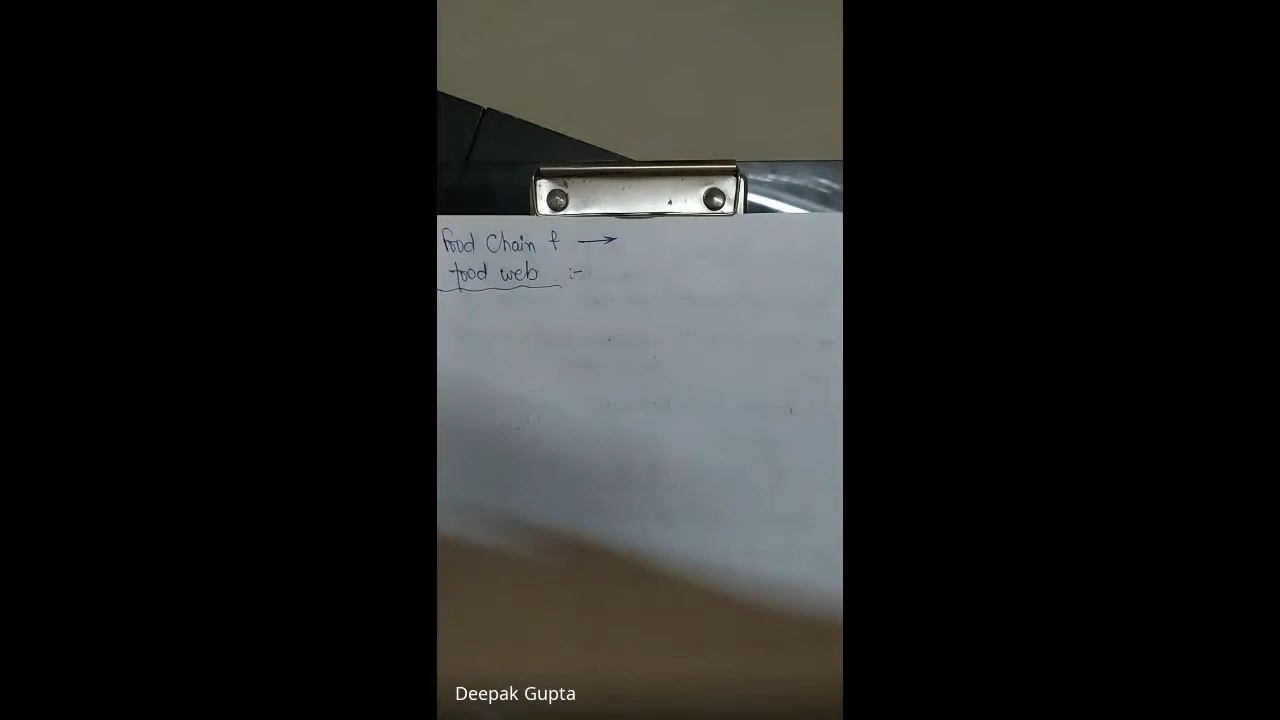 food Chain & →
food web :-
Deepak Gupta